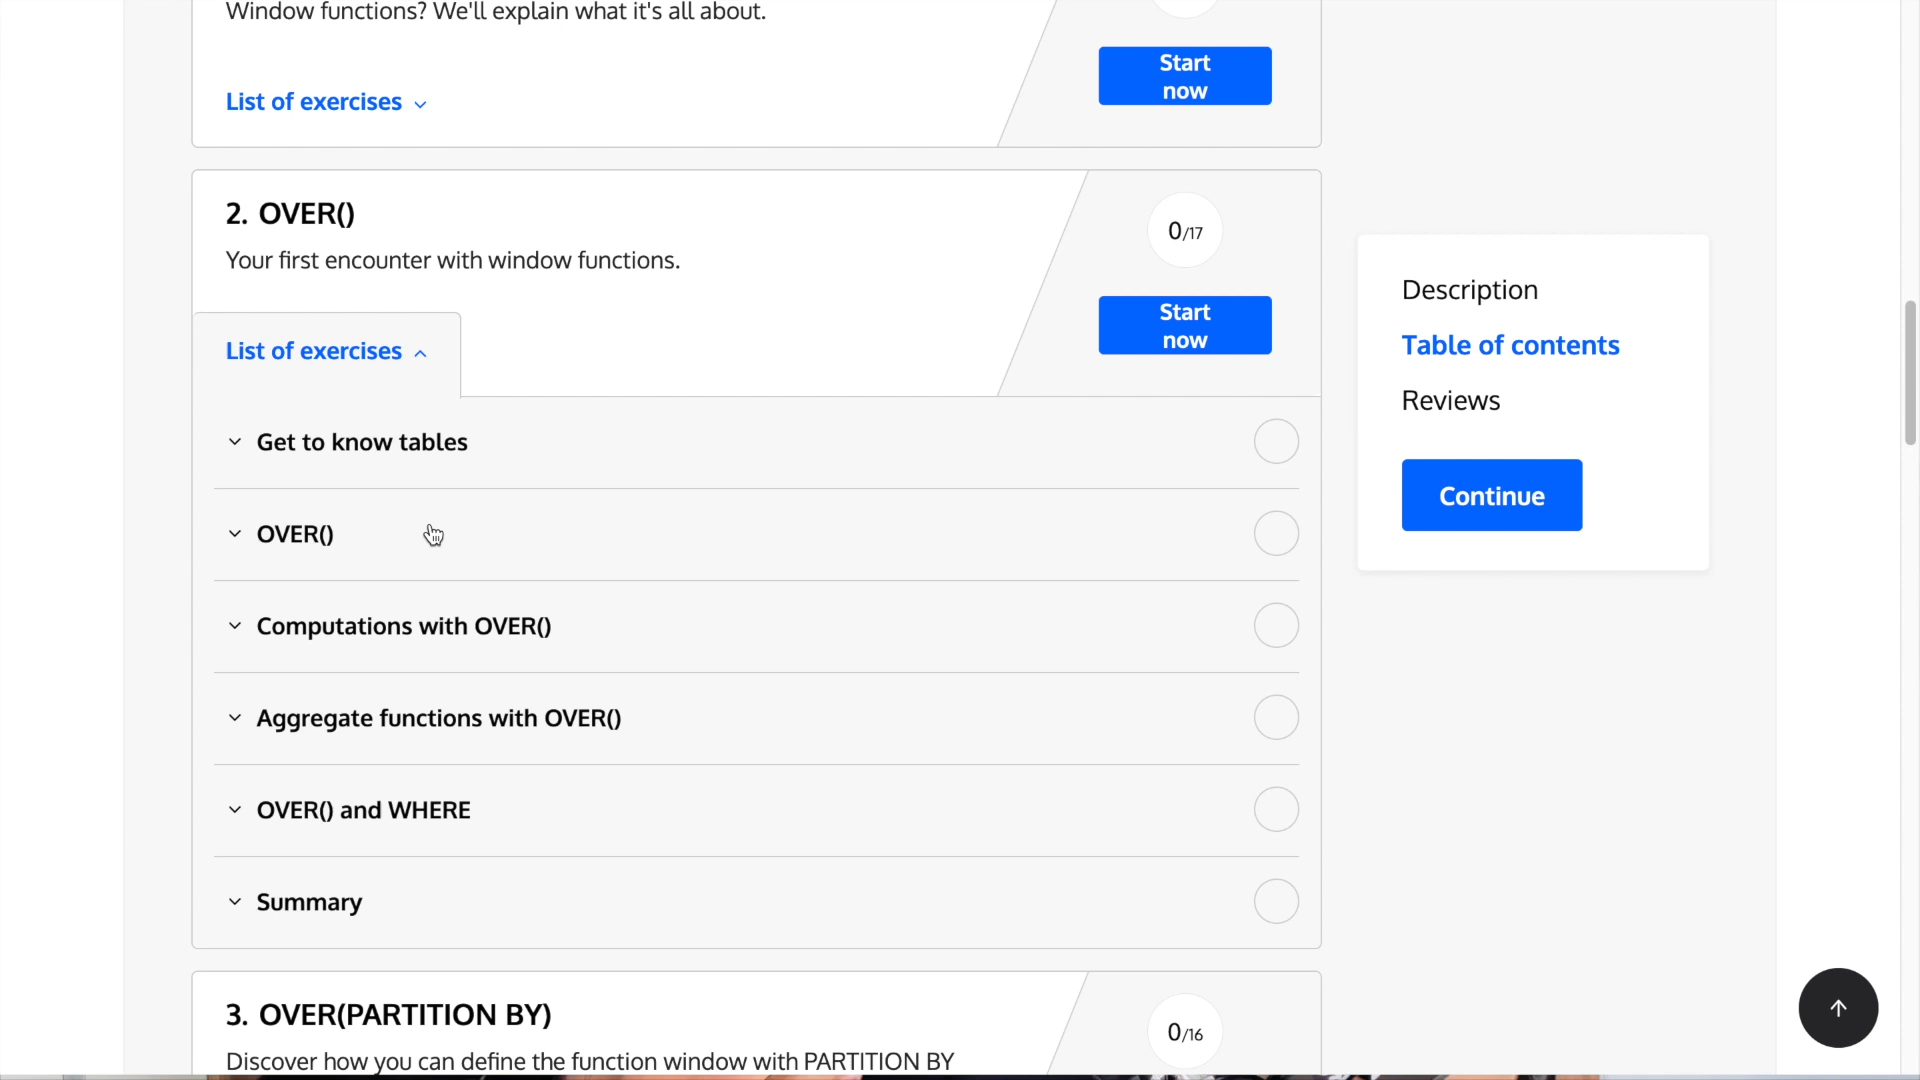 Window functions? We'll explain what it's all about.
Start
now
List of exercises
2. OVER()
0/17
Your first encounter with window functions.
Start
now
List of exercises
Description
Table of contents
Reviews
Continue
Get to know tables
OVER()
Computations with OVER()
Aggregate functions with OVER()
OVER() and WHERE
Summary
3. OVER(PARTITION BY)
0/16
Discover how you can define the function window with PARTITION BY